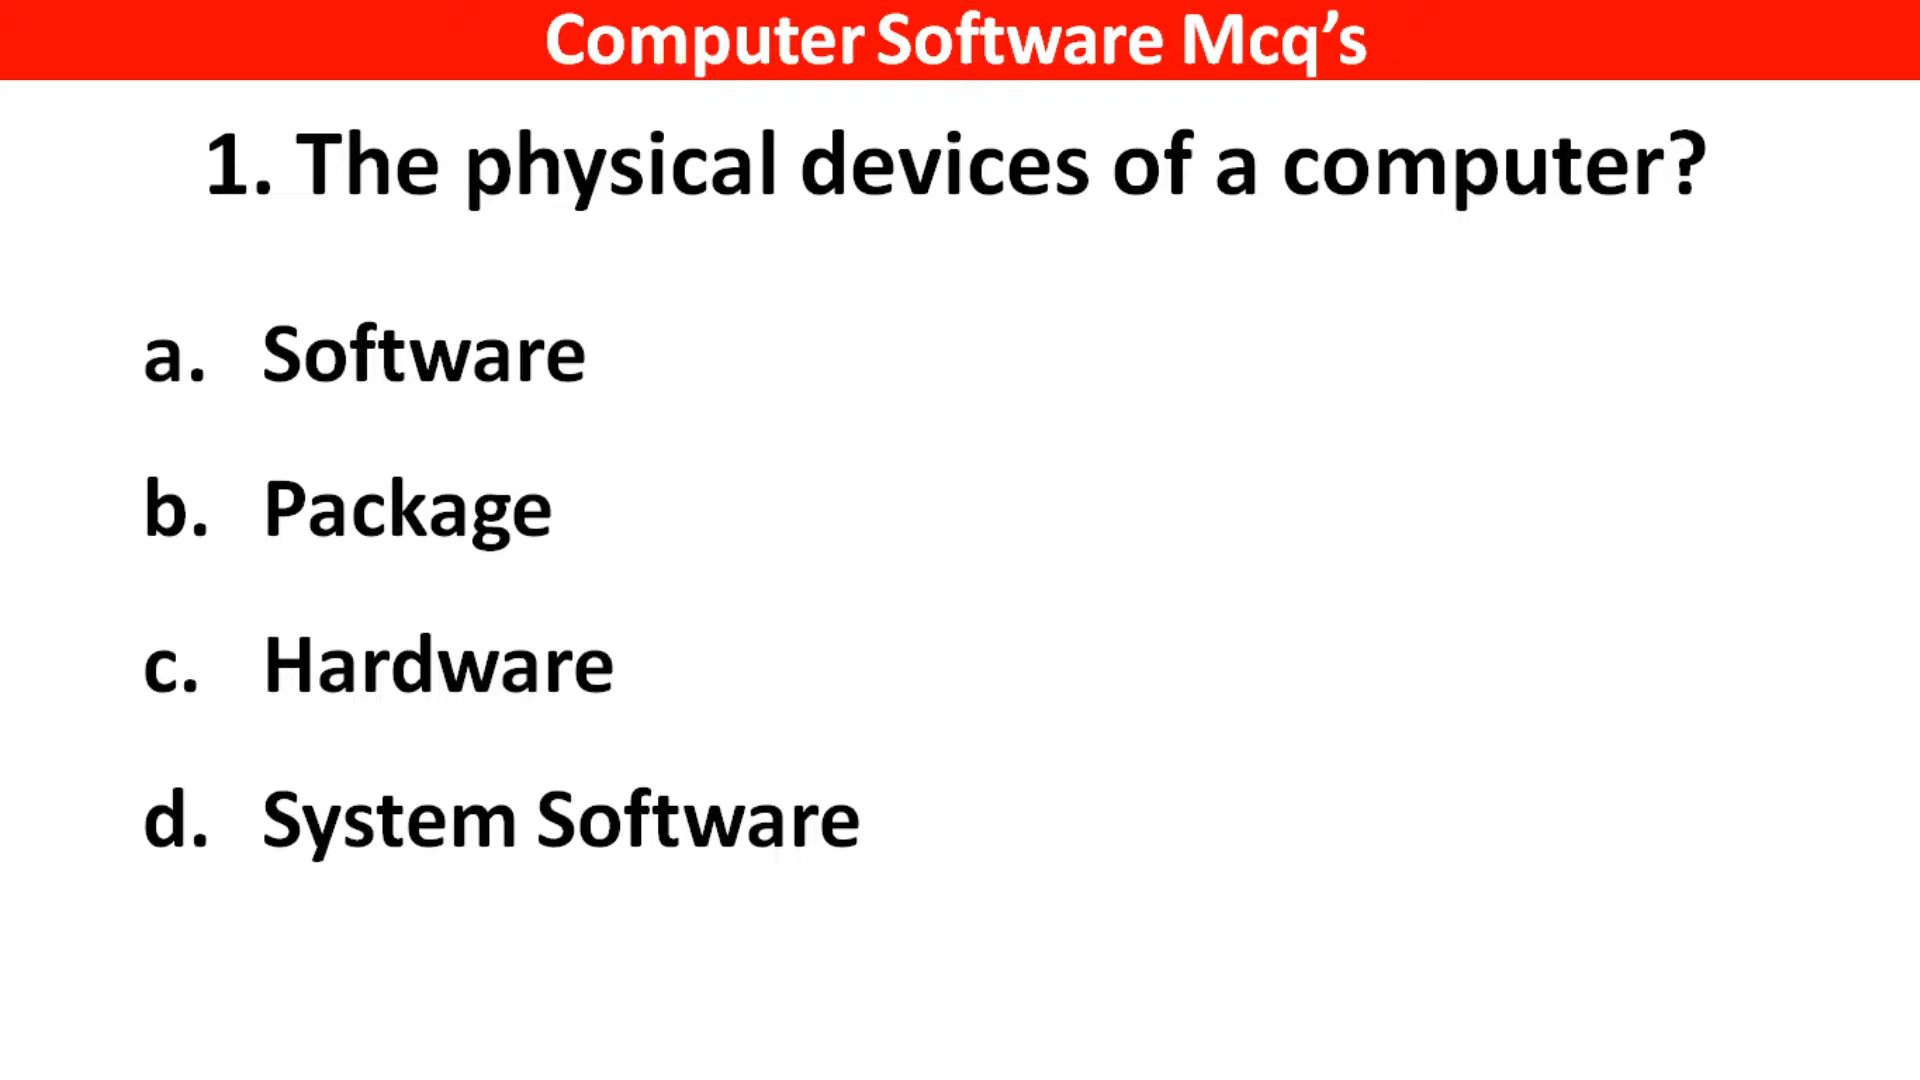 Computer Software Mcq’s
1. The physical devices of a computer?
a. Software
b. Package
c. Hardware
d. System Software